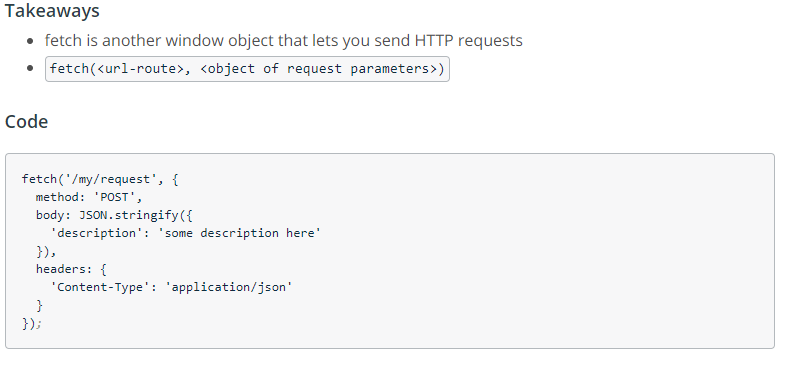 Takeaways
• fetch is another window object that lets you send HTTP requests
• fetch(<url-route>, <object of request parameters>)
Code
fetch('/my/request', {
  method: 'POST',
  body: JSON.stringify({
    'description': 'some description here'
  }),
  headers: {
    'Content-Type': 'application/json'
  }
});